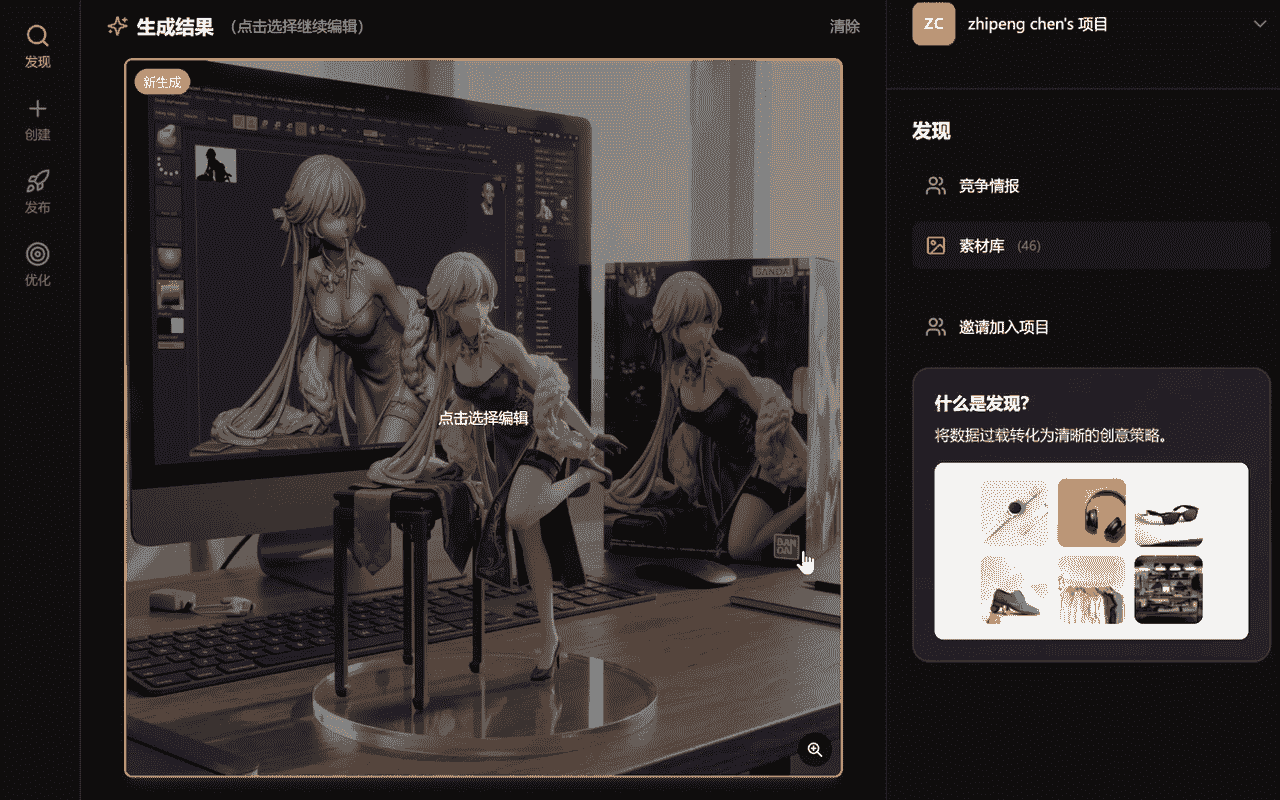 发现
创建
发布
优化
生成结果 （点击选择继续编辑）
清除
新生成
点击选择编辑
BANDAI
BAN
DAI
ZC zhipeng chen's 项目
发现
竞争情报
素材库 (46)
邀请加入项目
什么是发现?
将数据过载转化为清晰的创意策略。